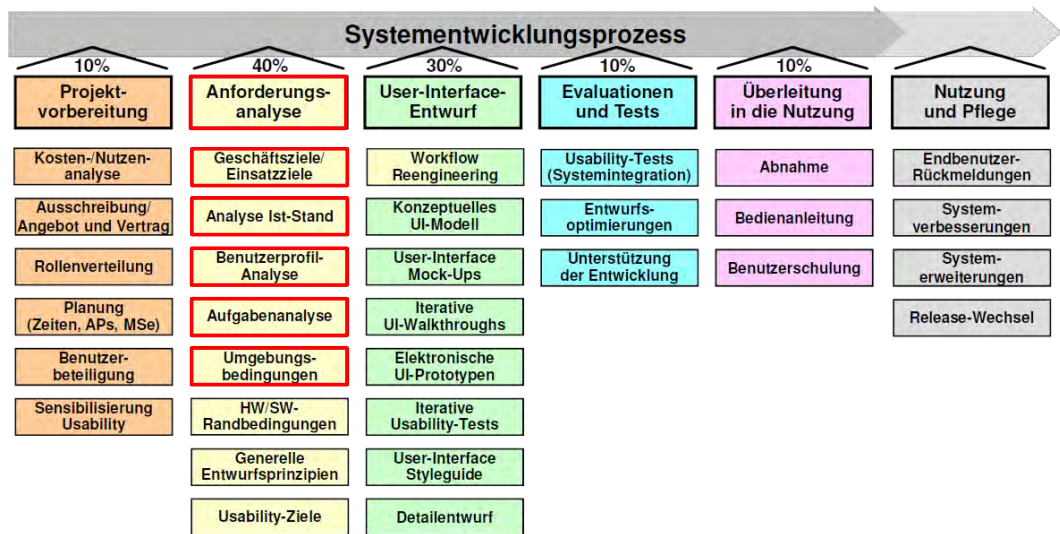 Systementwicklungsprozess
10%
40%
30%
10%
10%
Projekt-
vorbereitung
Anforderungs-
analyse
User-Interface-
Entwurf
Evaluationen
und Tests
Überleitung
in die Nutzung
Nutzung
und Pflege
Kosten-/Nutzen-
analyse
Ausschreibung/
Angebot und Vertrag
Rollenverteilung
Planung
(Zeiten, APs, MSe)
Benutzer-
beteiligung
Sensibilisierung
Usability
Geschäftsziele/
Einsatzziele
Analyse Ist-Stand
Benutzerprofil-
Analyse
Aufgabenanalyse
Umgebungs-
bedingungen
HW/SW-
Randbedingungen
Generelle
Entwurfsprinzipien
Usability-Ziele
Workflow
Reengineering
Konzeptuelles
UI-Modell
User-Interface
Mock-Ups
Iterative
UI-Walkthroughs
Elektronische
UI-Prototypen
Iterative
Usability-Tests
User-Interface
Styleguide
Detailentwurf
Usability-Tests
(Systemintegration)
Entwurfs-
optimierungen
Unterstützung
der Entwicklung
Abnahme
Bedienanleitung
Benutzerschulung
Endbenutzer-
Rückmeldungen
System-
verbesserungen
System-
erweiterungen
Release-Wechsel